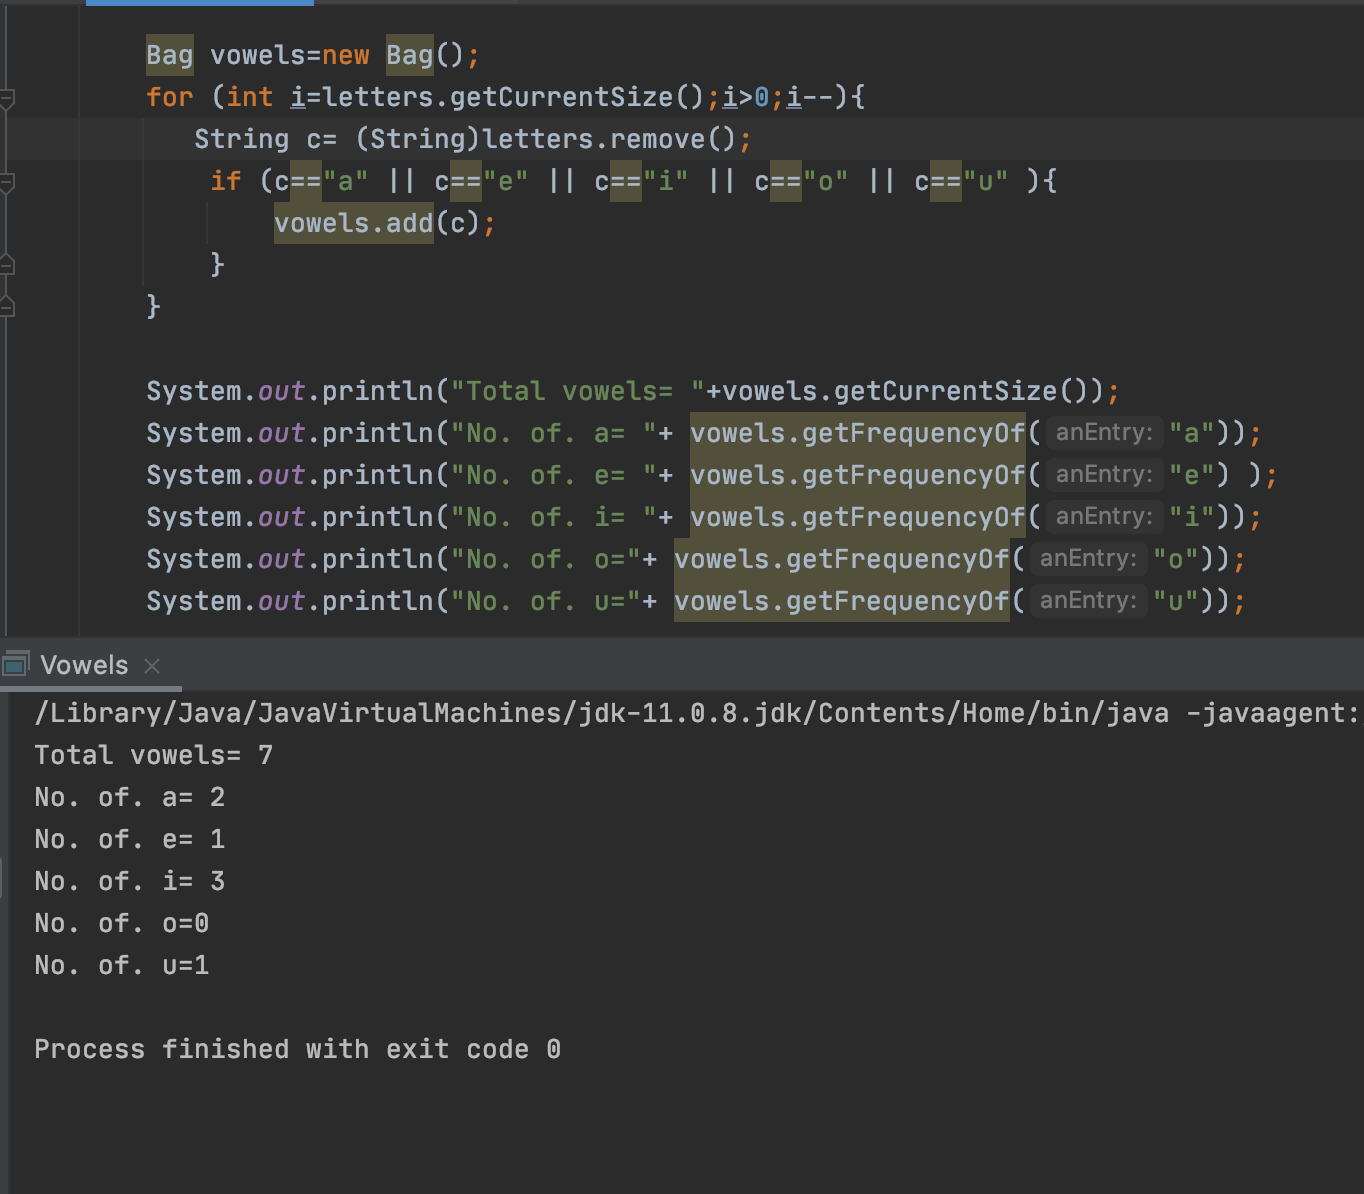 Bag vowels=new Bag();
for (int i=letters.getCurrentSize();i>0;i--){
String c= (String)letters.remove();
if (c=="a" || c=="e" || c=="i" || c=="o" || c=="u" ){
vowels.add(c);
}
}
System.out.println("Total vowels= "+vowels.getCurrentSize());
System.out.println("No. of. a= "+ vowels.getFrequencyOf( anEntry: "a"));
System.out.println("No. of. e= "+ vowels.getFrequencyOf( anEntry: "e") );
System.out.println("No. of. i= "+ vowels.getFrequencyOf( anEntry: "i"));
System.out.println("No. of. o="+ vowels.getFrequencyOf( anEntry: "o"));
System.out.println("No. of. u="+ vowels.getFrequencyOf( anEntry: "u"));
Vowels ×
/Library/Java/JavaVirtualMachines/jdk-11.0.8.jdk/Contents/Home/bin/java -javaagent:
Total vowels= 7
No. of. a= 2
No. of. e= 1
No. of. i= 3
No. of. o=0
No. of. u=1
Process finished with exit code 0